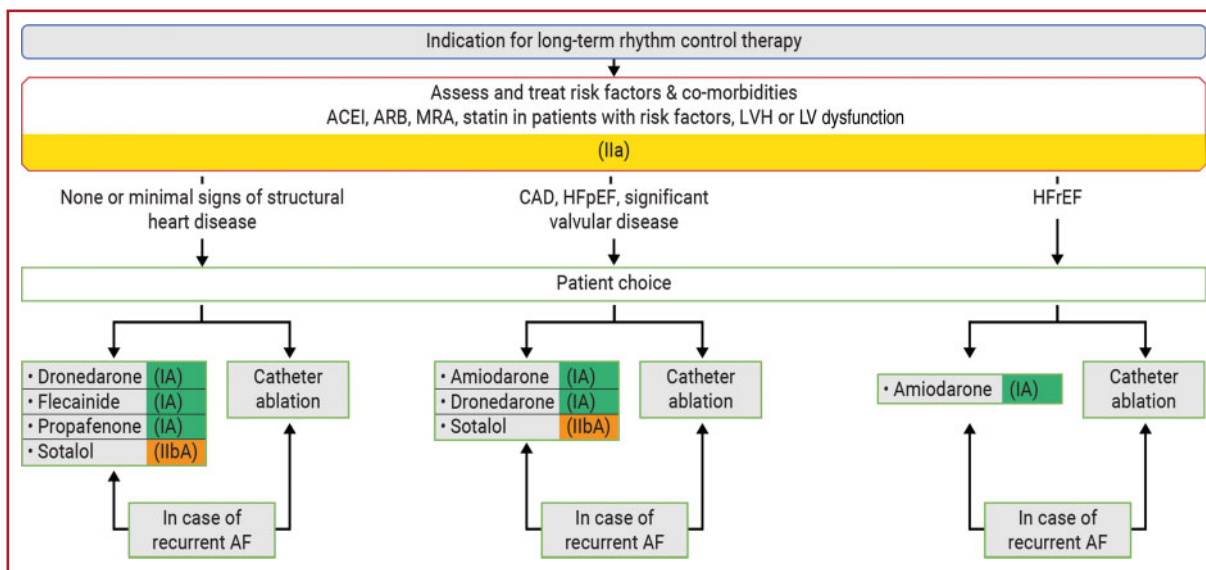 Indication for long-term rhythm control therapy
Assess and treat risk factors & co-morbidities
ACEI, ARB, MRA, statin in patients with risk factors, LVH or LV dysfunction
(IIa)
None or minimal signs of structural
heart disease
CAD, HFpEF, significant
valvular disease
HFrEF
Patient choice
• Dronedarone (IA)
• Flecainide (IA)
• Propafenone (IA)
• Sotalol (IIbA)
Catheter
ablation
• Amiodarone (IA)
• Dronedarone (IA)
• Sotalol (IIbA)
Catheter
ablation
• Amiodarone (IA)
Catheter
ablation
In case of
recurrent AF
In case of
recurrent AF
In case of
recurrent AF